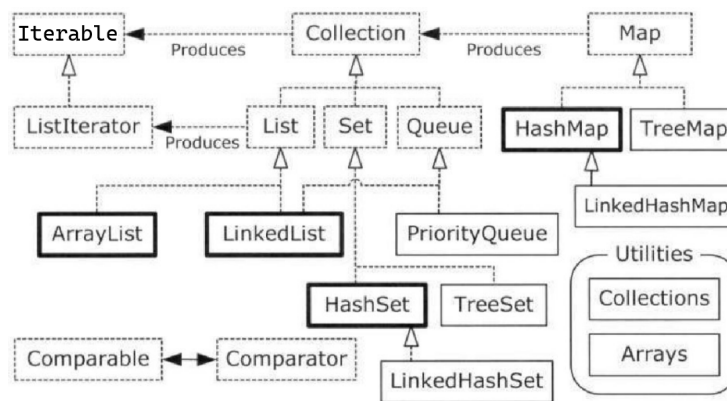 Iterable
Produces
Collection
Produces
Map
ListIterator
Produces
List
Set
Queue
HashMap
TreeMap
ArrayList
LinkedList
PriorityQueue
LinkedHashMap
Utilities
HashSet
TreeSet
Collections
Comparable
Comparator
Arrays
LinkedHashSet